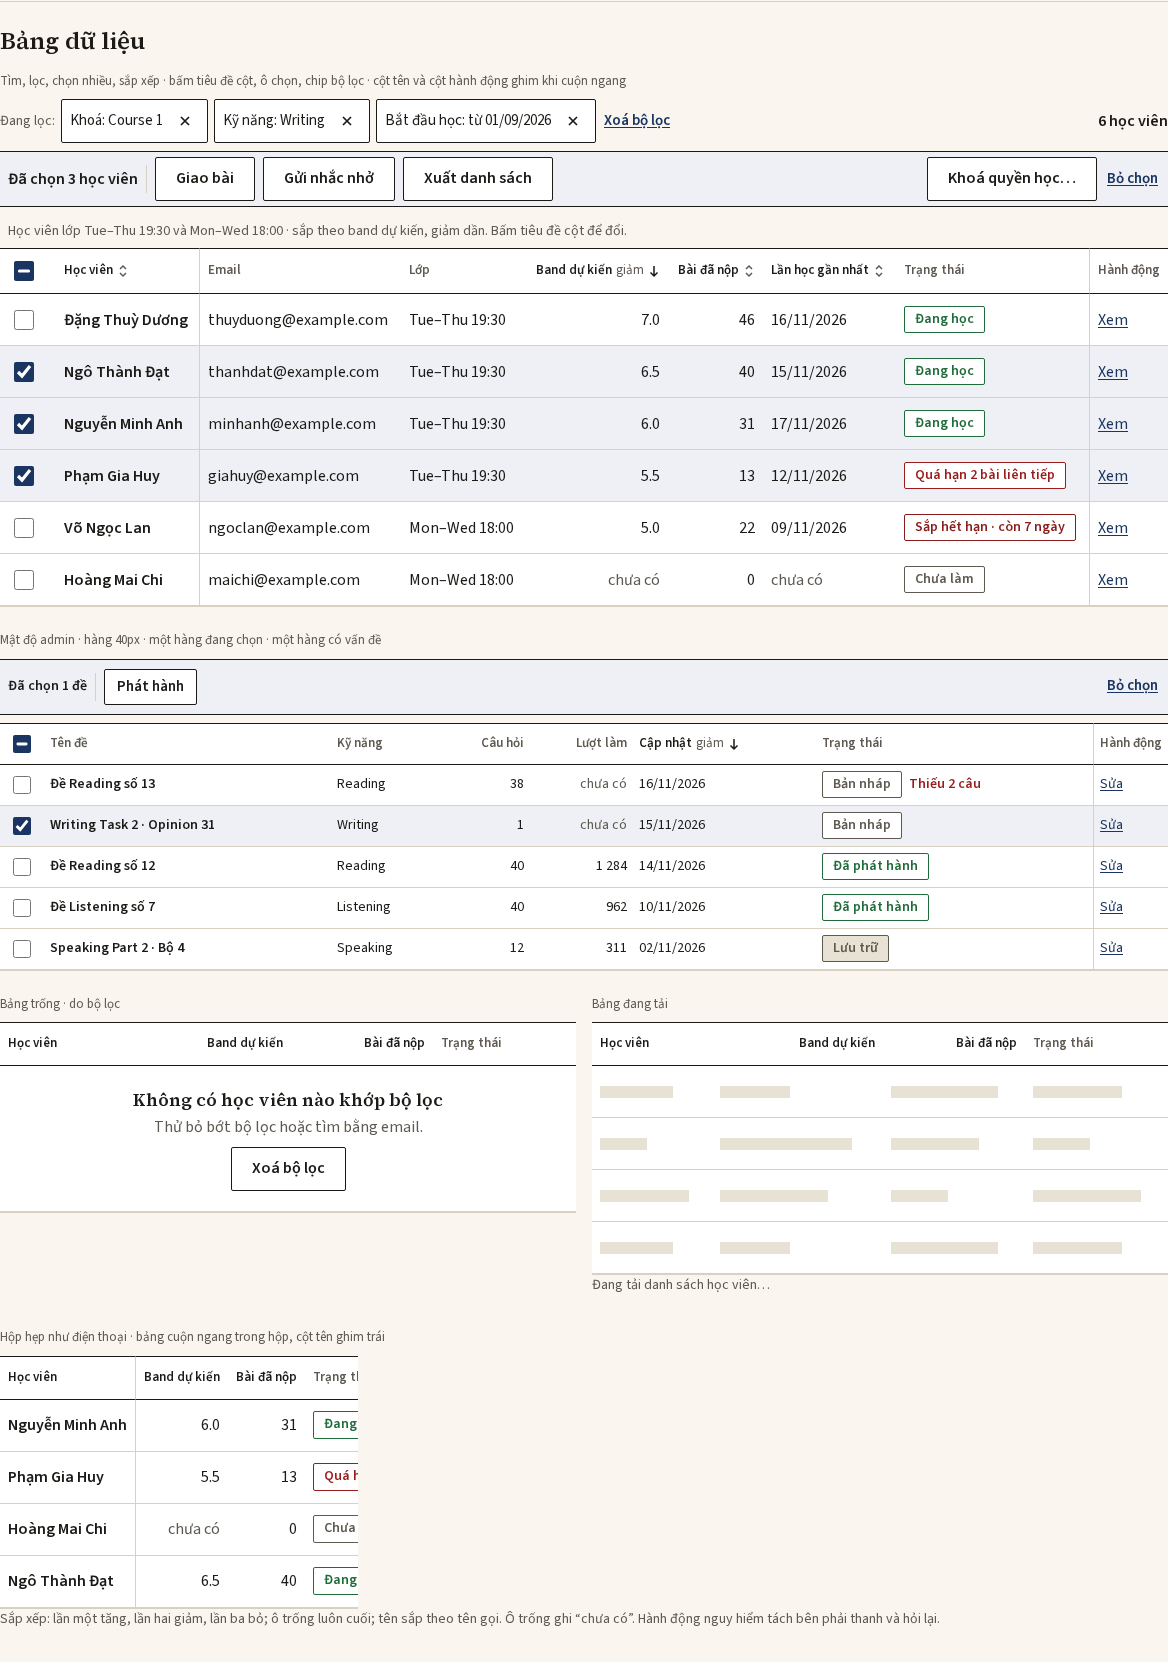 Bảng dữ liệu
Tìm, lọc, chọn nhiều, sắp xếp · bấm tiêu đề cột, ô chọn, chip bộ lọc · cột tên và cột hành động ghim khi cuộn ngang
Đang lọc: Khoá: Course 1 Kỹ năng: Writing Bắt đầu học: từ 01/09/2026 Xoá bộ lọc 6 học viên
Đã chọn 3 học viên Giao bài Gửi nhắc nhở Xuất danh sách Khoá quyền học… Bỏ chọn
Học viên lớp Tue–Thu 19:30 và Mon–Wed 18:00 · sắp theo band dự kiến, giảm dần. Bấm tiêu đề cột để đổi.
Học viên Email Lớp Band dự kiến giảm ↓ Bài đã nộp Lần học gần nhất Trạng thái Hành động
Đặng Thuỳ Dương thuyduong@example.com Tue–Thu 19:30 7.0 46 16/11/2026 Đang học Xem
Ngô Thành Đạt thanhdat@example.com Tue–Thu 19:30 6.5 40 15/11/2026 Đang học Xem
Nguyễn Minh Anh minhanh@example.com Tue–Thu 19:30 6.0 31 17/11/2026 Đang học Xem
Phạm Gia Huy giahuy@example.com Tue–Thu 19:30 5.5 13 12/11/2026 Quá hạn 2 bài liên tiếp Xem
Võ Ngọc Lan ngoclan@example.com Mon–Wed 18:00 5.0 22 09/11/2026 Sắp hết hạn · còn 7 ngày Xem
Hoàng Mai Chi maichi@example.com Mon–Wed 18:00 chưa có 0 chưa có Chưa làm Xem
Mật độ admin · hàng 40px · một hàng đang chọn · một hàng có vấn đề
Đã chọn 1 đề Phát hành Bỏ chọn
Tên đề Kỹ năng Câu hỏi Lượt làm Cập nhật giảm ↓ Trạng thái Hành động
Đề Reading số 13 Reading 38 chưa có 16/11/2026 Bản nháp Thiếu 2 câu Sửa
Writing Task 2 · Opinion 31 Writing 1 chưa có 15/11/2026 Bản nháp Sửa
Đề Reading số 12 Reading 40 1 284 14/11/2026 Đã phát hành Sửa
Đề Listening số 7 Listening 40 962 10/11/2026 Đã phát hành Sửa
Speaking Part 2 · Bộ 4 Speaking 12 311 02/11/2026 Lưu trữ Sửa
Bảng trống · do bộ lọc
Học viên Band dự kiến Bài đã nộp Trạng thái
Không có học viên nào khớp bộ lọc
Thử bỏ bớt bộ lọc hoặc tìm bằng email.
Xoá bộ lọc
Bảng đang tải
Học viên Band dự kiến Bài đã nộp Trạng thái
Đang tải danh sách học viên…
Hộp hẹp như điện thoại · bảng cuộn ngang trong hộp, cột tên ghim trái
Học viên Band dự kiến Bài đã nộp Trạng th
Nguyễn Minh Anh 6.0 31 Đang
Phạm Gia Huy 5.5 13 Quá h
Hoàng Mai Chi chưa có 0 Chưa
Ngô Thành Đạt 6.5 40 Đang
Sắp xếp: lần một tăng, lần hai giảm, lần ba bỏ; ô trống luôn cuối; tên sắp theo tên gọi. Ô trống ghi “chưa có”. Hành động nguy hiểm tách bên phải thanh và hỏi lại.